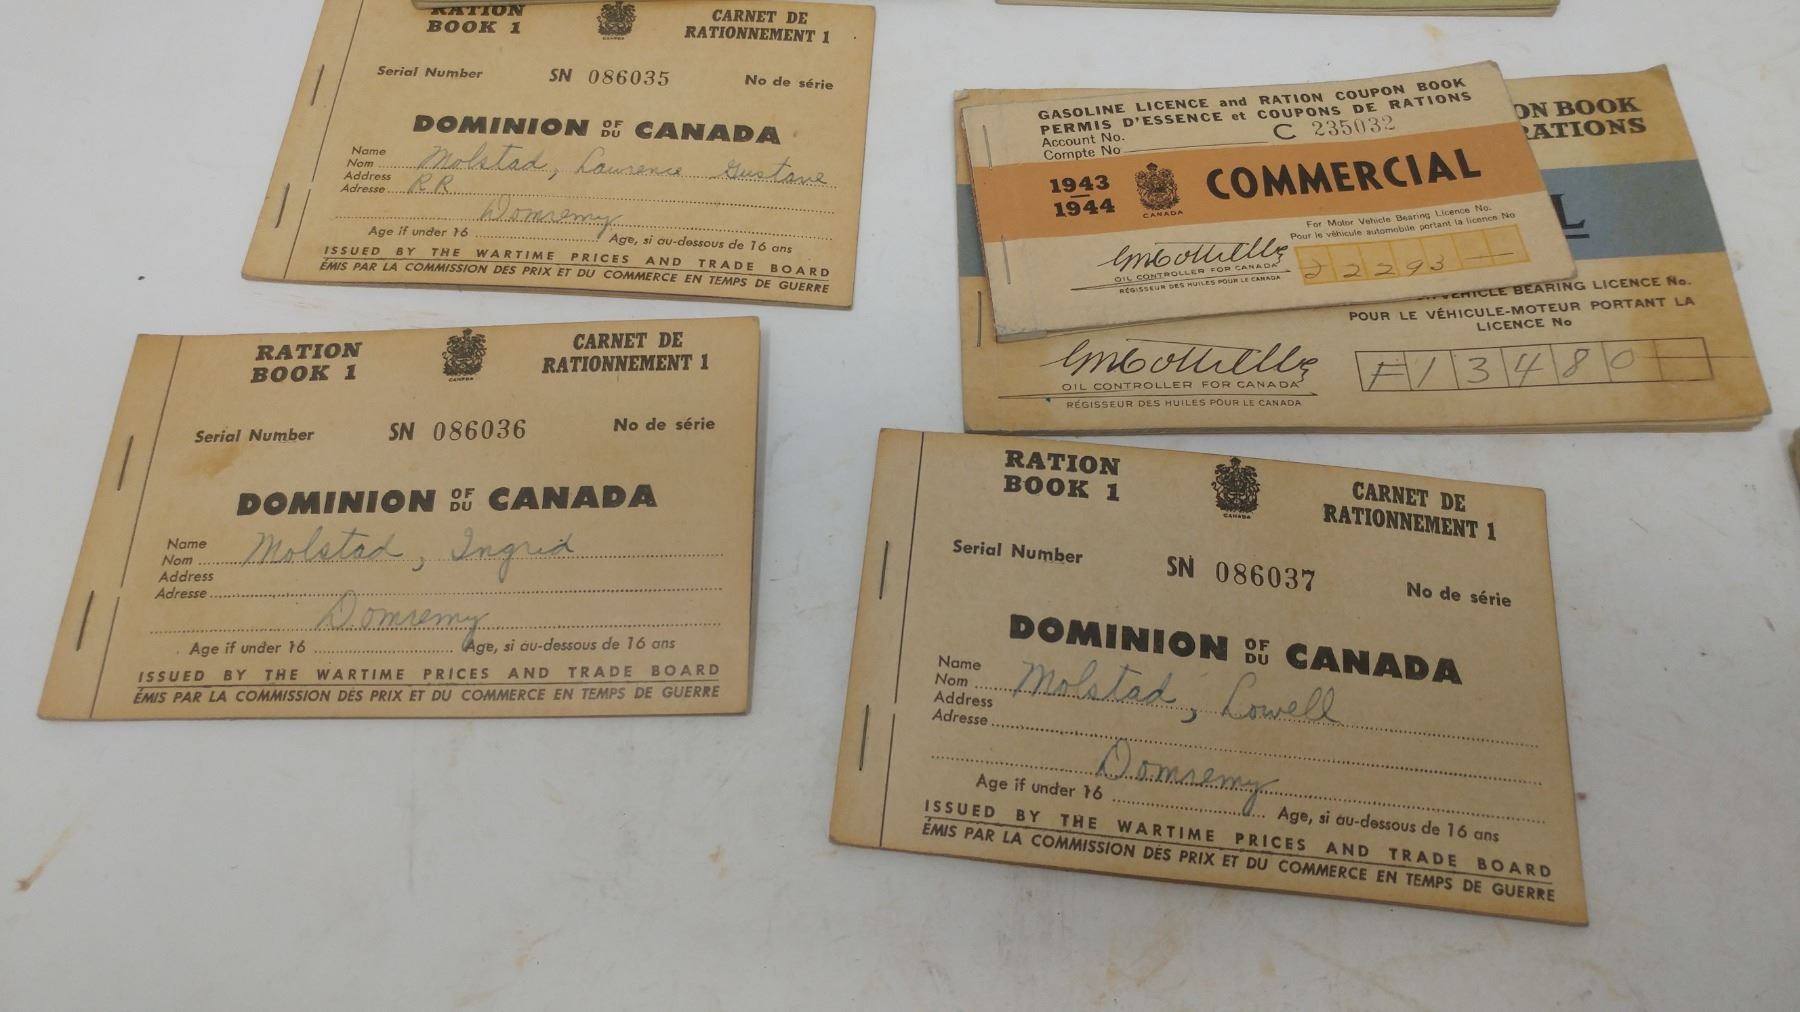 RATION
BOOK 1
CARNET DE
RATIONNEMENT 1
Serial Number SN 086035 No de série
DOMINION OF DU CANADA
Name
Nom Molstad, Laurence Gustave
Address
Adresse RR
Domremy
Age if under 16 Age, si au-dessous de 16 ans
ISSUED BY THE WARTIME PRICES AND TRADE BOARD
ÉMIS PAR LA COMMISSION DES PRIX ET DU COMMERCE EN TEMPS DE GUERRE
GASOLINE LICENCE and RATION COUPON BOOK
PERMIS D'ESSENCE et COUPONS DE RATIONS
Account No.
Compte No C 235032
1943
1944
CANADA
COMMERCIAL
For Motor Vehicle Bearing Licence No.
Pour le véhicule automobile portant la licence No
22293
OIL CONTROLLER FOR CANADA
RÉGISSEUR DES HUILES POUR LE CANADA
ON BOOK
RATIONS
L
VEHICLE BEARING LICENCE No.
POUR LE VÉHICULE-MOTEUR PORTANT LA
LICENCE No
F13480
OIL CONTROLLER FOR CANADA
RÉGISSEUR DES HUILES POUR LE CANADA
RATION
BOOK 1
CANADA
CARNET DE
RATIONNEMENT 1
Serial Number SN 086036 No de série
DOMINION OF DU CANADA
Name
Nom Molstad, Ingrid
Address
Adresse
Domremy
Age if under 16 Age, si au-dessous de 16 ans
ISSUED BY THE WARTIME PRICES AND TRADE BOARD
ÉMIS PAR LA COMMISSION DES PRIX ET DU COMMERCE EN TEMPS DE GUERRE
RATION
BOOK 1
CANADA
CARNET DE
RATIONNEMENT 1
Serial Number SN 086037 No de série
DOMINION OF DU CANADA
Name
Nom Molstad, Lowell
Address
Adresse
Domremy
Age if under 16 Age, si au-dessous de 16 ans
ISSUED BY THE WARTIME PRICES AND TRADE BOARD
ÉMIS PAR LA COMMISSION DES PRIX ET DU COMMERCE EN TEMPS DE GUERRE